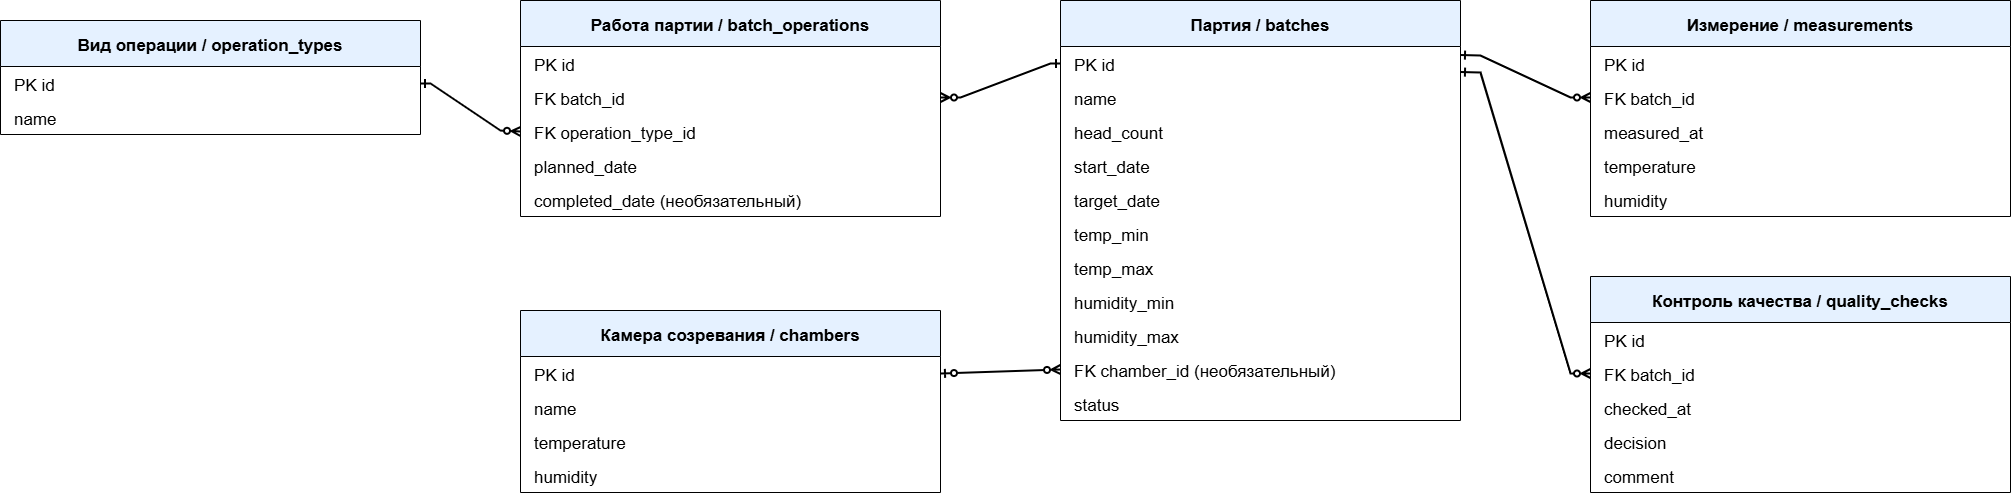 Вид операции / operation_types
PK id
name
Работа партии / batch_operations
PK id
FK batch_id
FK operation_type_id
planned_date
completed_date (необязательный)
Камера созревания / chambers
PK id
name
temperature
humidity
Партия / batches
PK id
name
head_count
start_date
target_date
temp_min
temp_max
humidity_min
humidity_max
FK chamber_id (необязательный)
status
Измерение / measurements
PK id
FK batch_id
measured_at
temperature
humidity
Контроль качества / quality_checks
PK id
FK batch_id
checked_at
decision
comment